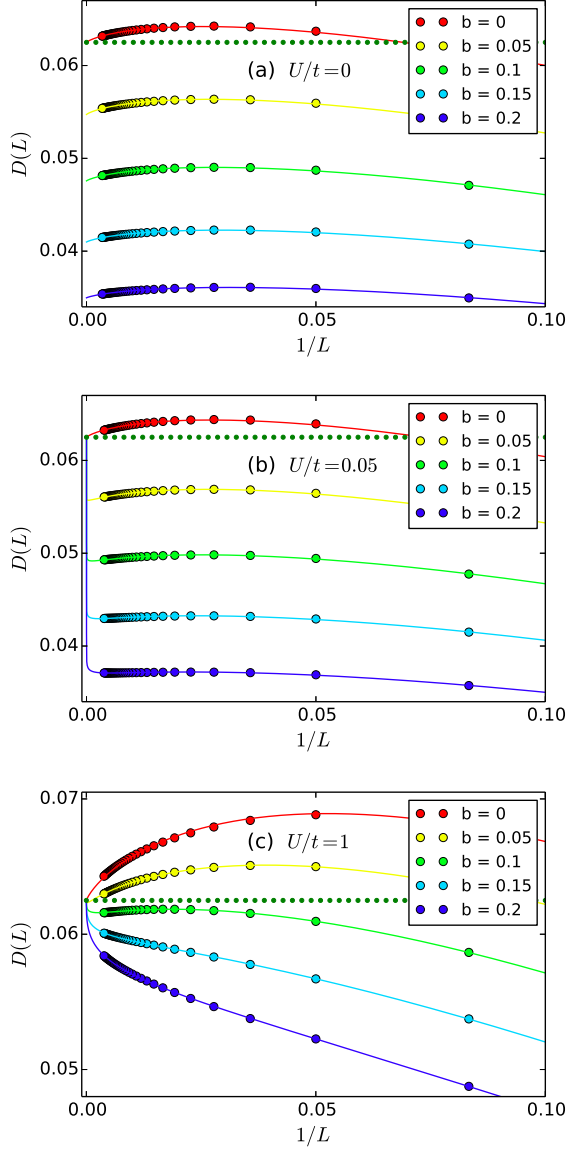 D(L)
0.06
0.05
0.04
(a) U/t=0
b = 0
b = 0.05
b = 0.1
b = 0.15
b = 0.2
0.00 0.05 0.10
1/L
D(L)
0.06
0.05
0.04
(b) U/t=0.05
b = 0
b = 0.05
b = 0.1
b = 0.15
b = 0.2
0.00 0.05 0.10
1/L
D(L)
0.07
0.06
0.05
(c) U/t=1
b = 0
b = 0.05
b = 0.1
b = 0.15
b = 0.2
0.00 0.05 0.10
1/L